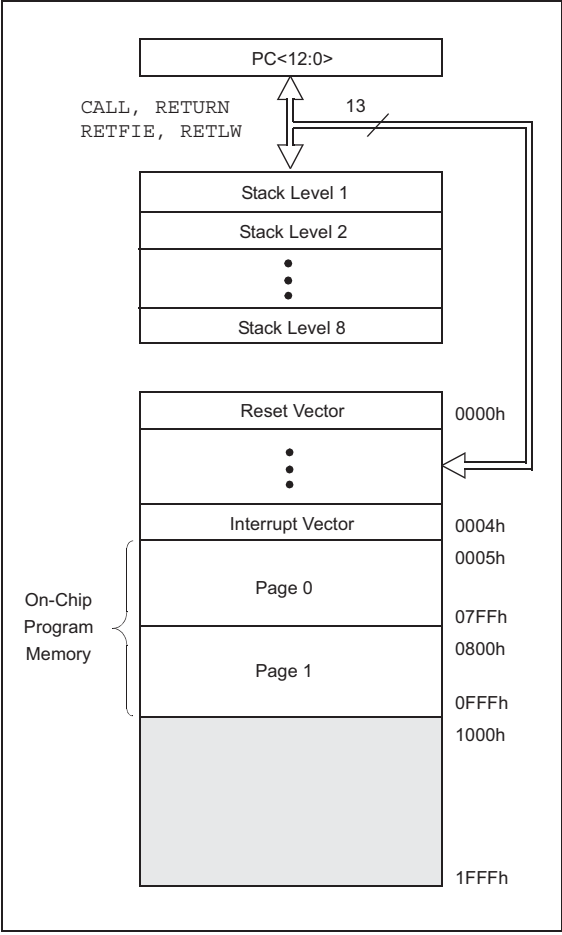 PC<12:0>
CALL, RETURN
RETFIE, RETLW
13
Stack Level 1
Stack Level 2
Stack Level 8
Reset Vector
0000h
Interrupt Vector
0004h
0005h
On-Chip
Program
Memory
Page 0
07FFh
0800h
Page 1
0FFFh
1000h
1FFFh